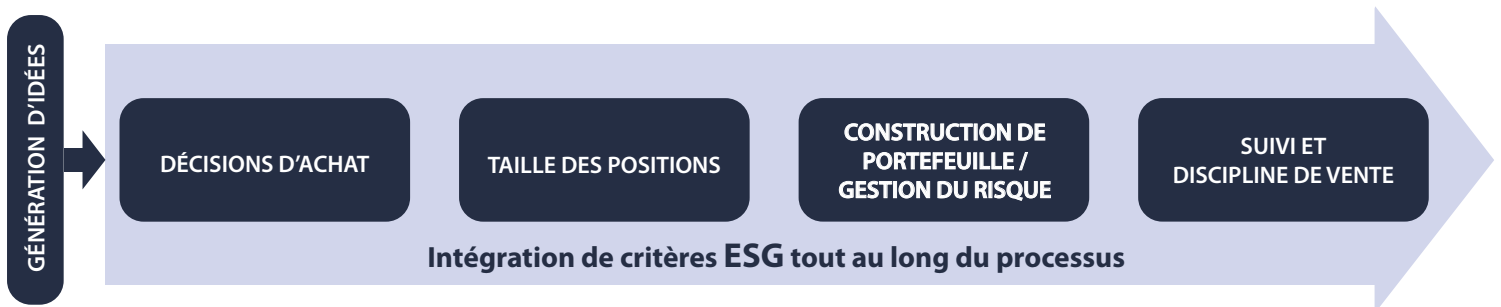 GÉNÉRATION D'IDÉES
DÉCISIONS D'ACHAT
TAILLE DES POSITIONS
CONSTRUCTION DE
PORTEFEUILLE /
GESTION DU RISQUE
SUIVI ET
DISCIPLINE DE VENTE
Intégration de critères ESG tout au long du processus